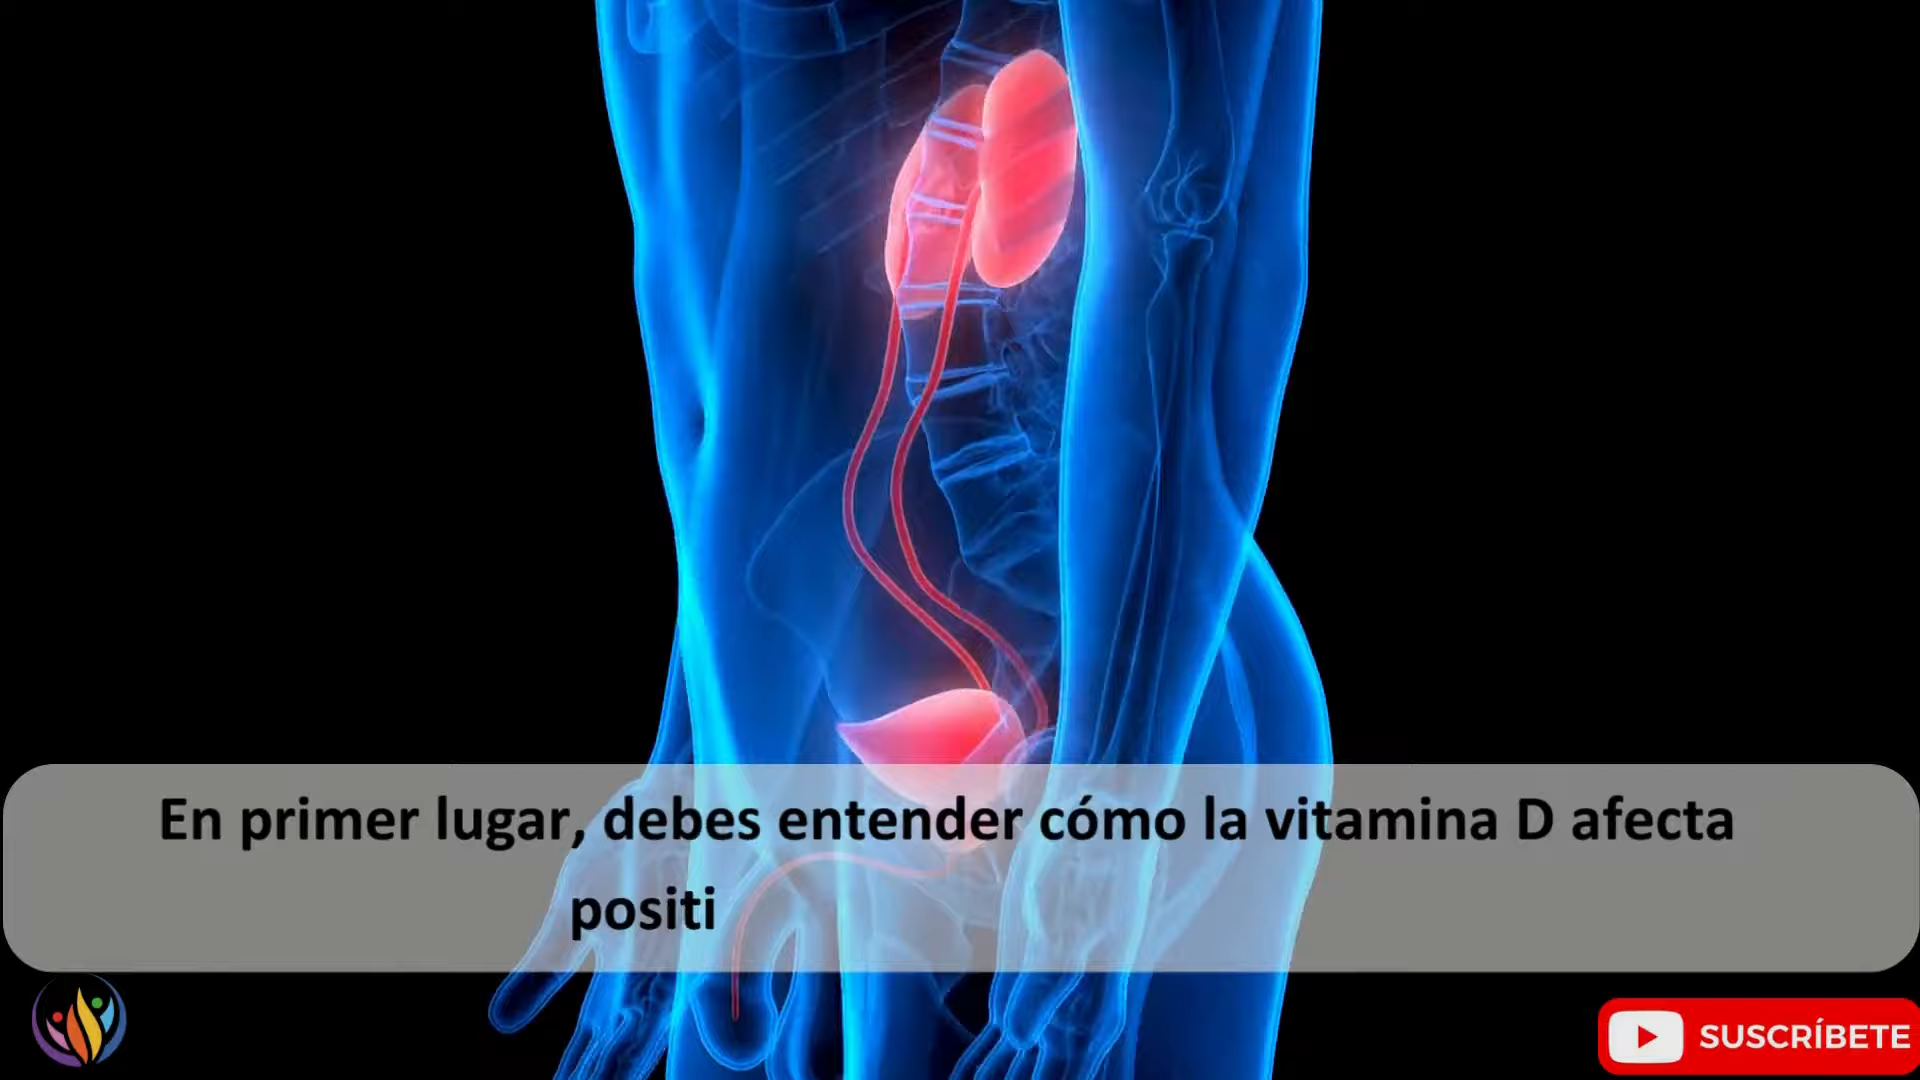 En primer lugar, debes entender cómo la vitamina D afecta
positi
SUSCRÍBETE